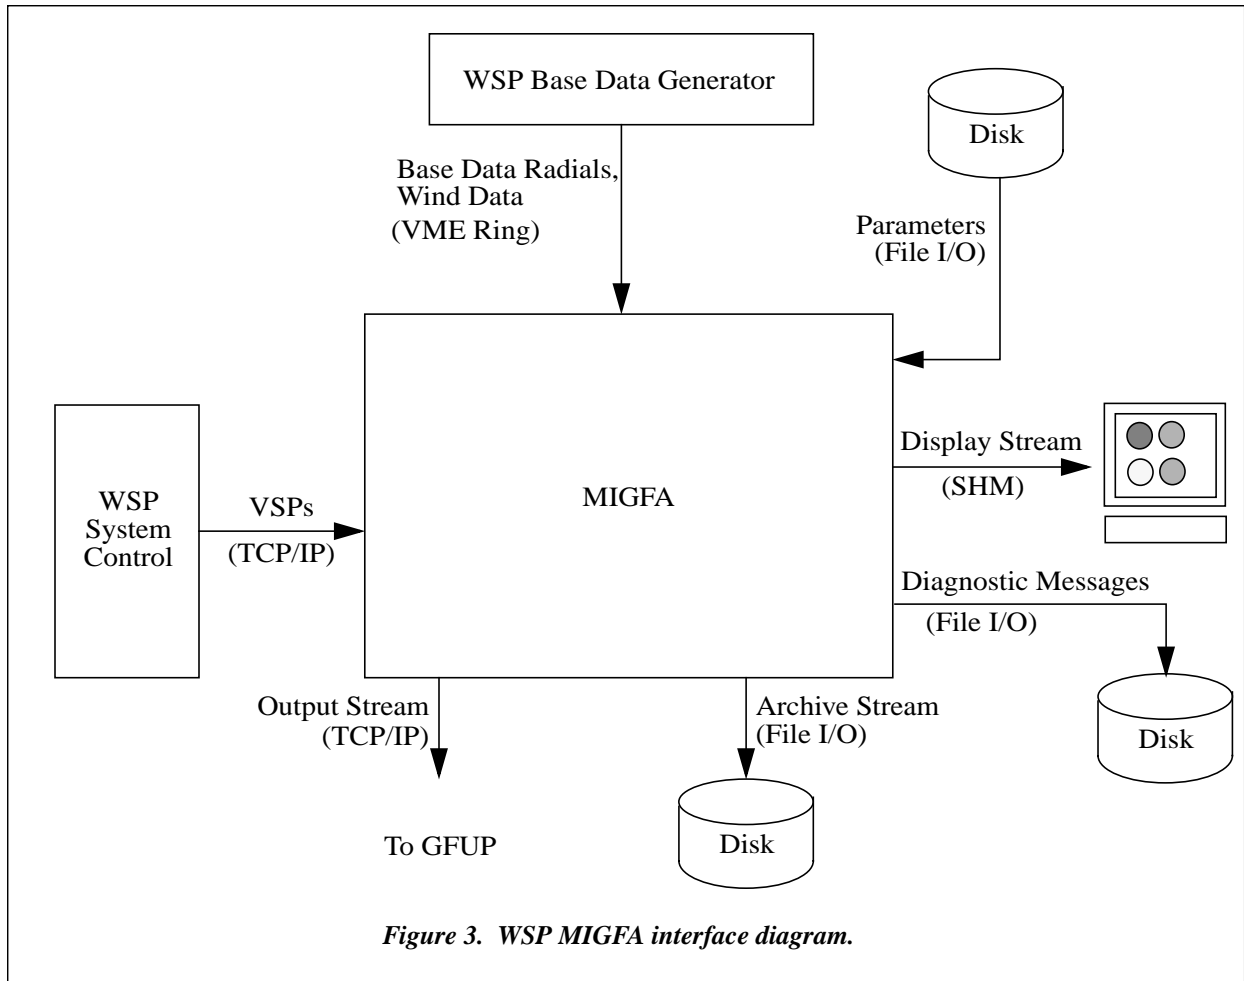 WSP Base Data Generator
Disk
Base Data Radials,
Wind Data
(VME Ring)
Parameters
(File I/O)
WSP
System
Control
VSPs
(TCP/IP)
MIGFA
Display Stream
(SHM)
Diagnostic Messages
(File I/O)
Disk
Output Stream
(TCP/IP)
To GFUP
Archive Stream
(File I/O)
Disk
Figure 3.  WSP MIGFA interface diagram.